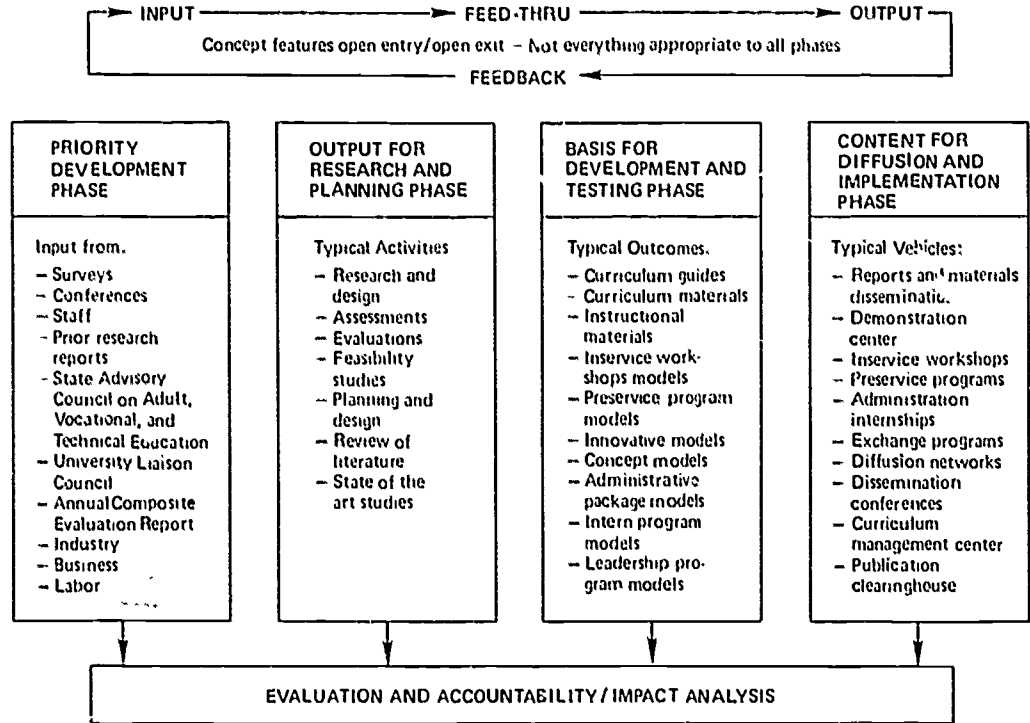 INPUT FEED-THRU OUTPUT
Concept features open entry/open exit – Not everything appropriate to all phases
FEEDBACK
PRIORITY
DEVELOPMENT
PHASE
Input from.
– Surveys
– Conferences
– Staff
- Prior research
reports
- State Advisory
Council on Adult,
Vocational, and
Technical Education
– University Liaison
Council
– Annual Composite
Evaluation Report
– Industry
– Business
– Labor
OUTPUT FOR
RESEARCH AND
PLANNING PHASE
Typical Activities
– Research and
design
– Assessments
– Evaluations
– Feasibility
studies
– Planning and
design
– Review of
literature
– State of the
art studies
BASIS FOR
DEVELOPMENT AND
TESTING PHASE
Typical Outcomes.
– Curriculum guides
– Curriculum materials
– Instructional
materials
– Inservice work-
shops models
– Preservice program
models
– Innovative models
– Concept models
– Administrative
package models
– Intern program
models
– Leadership pro-
gram models
CONTENT FOR
DIFFUSION AND
IMPLEMENTATION
PHASE
Typical Vehicles:
– Reports and materials
– Demonstration
center
– Inservice workshops
– Preservice programs
– Administration
internships
– Exchange programs
– Diffusion networks
– Dissemination
conferences
– Curriculum
management center
– Publication
clearinghouse
EVALUATION AND ACCOUNTABILITY / IMPACT ANALYSIS